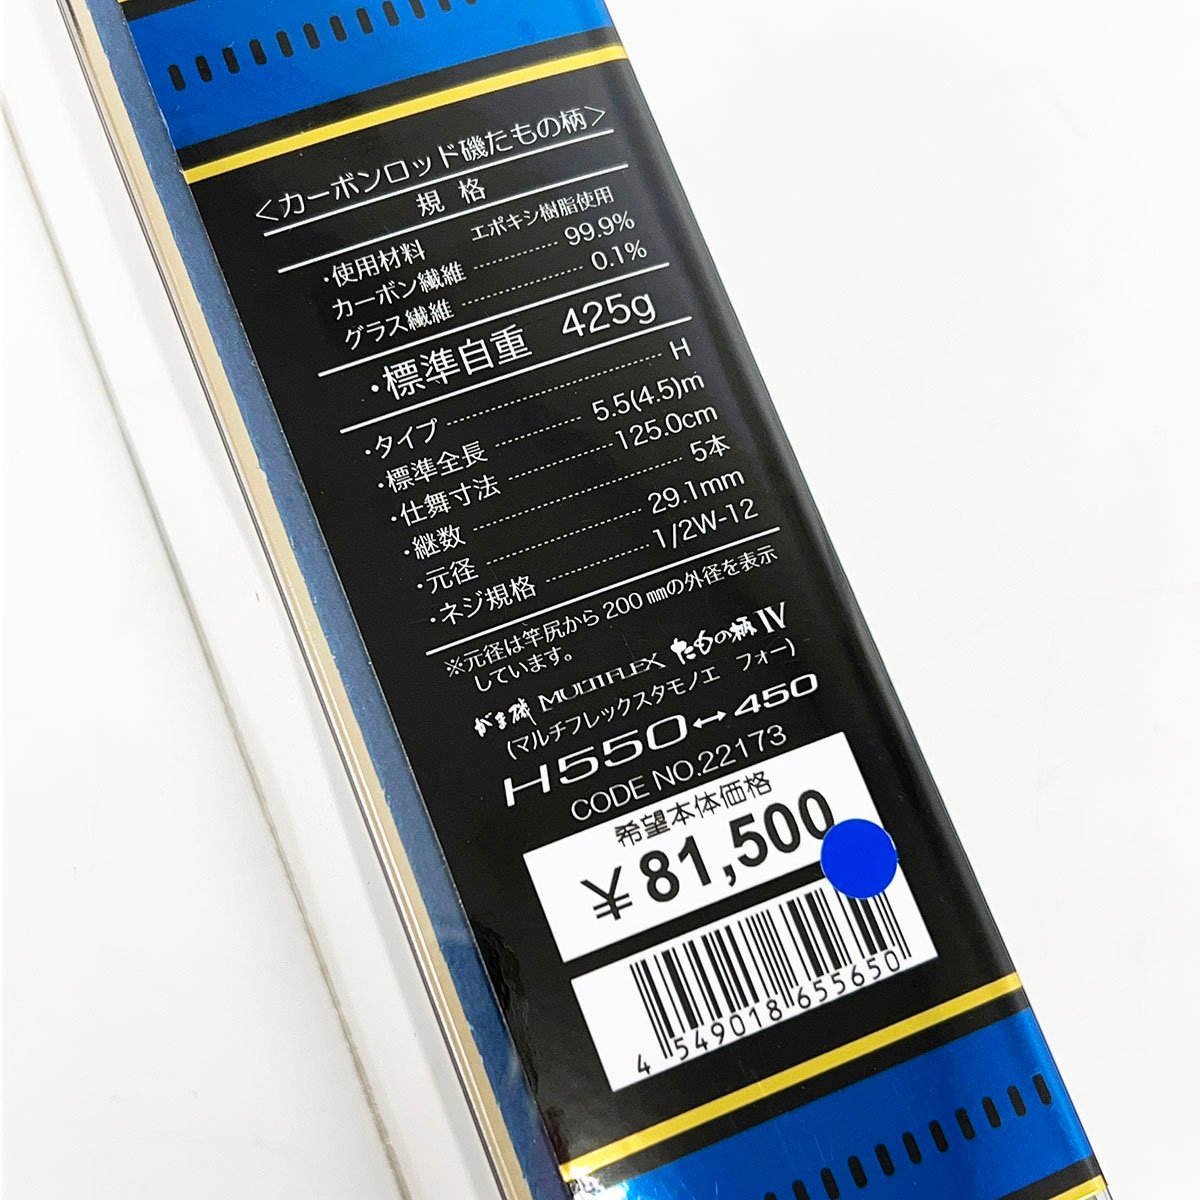 <カーボンロッド磯たもの柄>
規 格
・使用材料 エポキシ樹脂使用
カーボン繊維 99.9%
グラス繊維 0.1%
・標準自重 425g
・タイプ H
・標準全長 5.5(4.5)m
・仕舞寸法 125.0cm
・継数 5本
・元径 29.1mm
・ネジ規格 1/2W-12
※元径は竿尻から200㎜の外径を表示
しています。
がま磯 MULTIFLEX たもの柄 IV
(マルチフレックスタモノエ フォー)
H550↔450
CODE NO.22173
希望本体価格
¥81,500
4 549018 655650